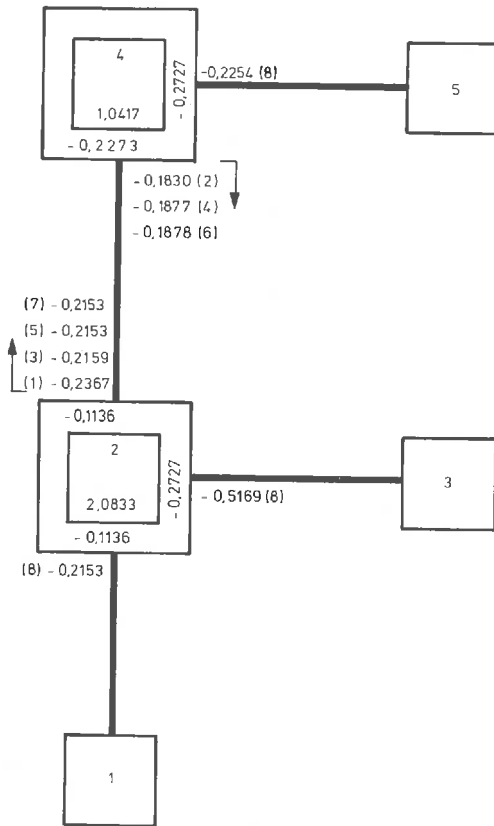 4
1,0417
- 0,2727
- 0,2273
-0,2254 (8)
5
- 0,1830 (2)
- 0,1877 (4)
- 0,1878 (6)
(7) - 0,2153
(5) - 0,2153
(3) - 0,2159
(1) - 0,2367
-0,1136
2
2,0833
-0,2727
-0,1136
- 0,5169(8)
3
(8) - 0,2153
1